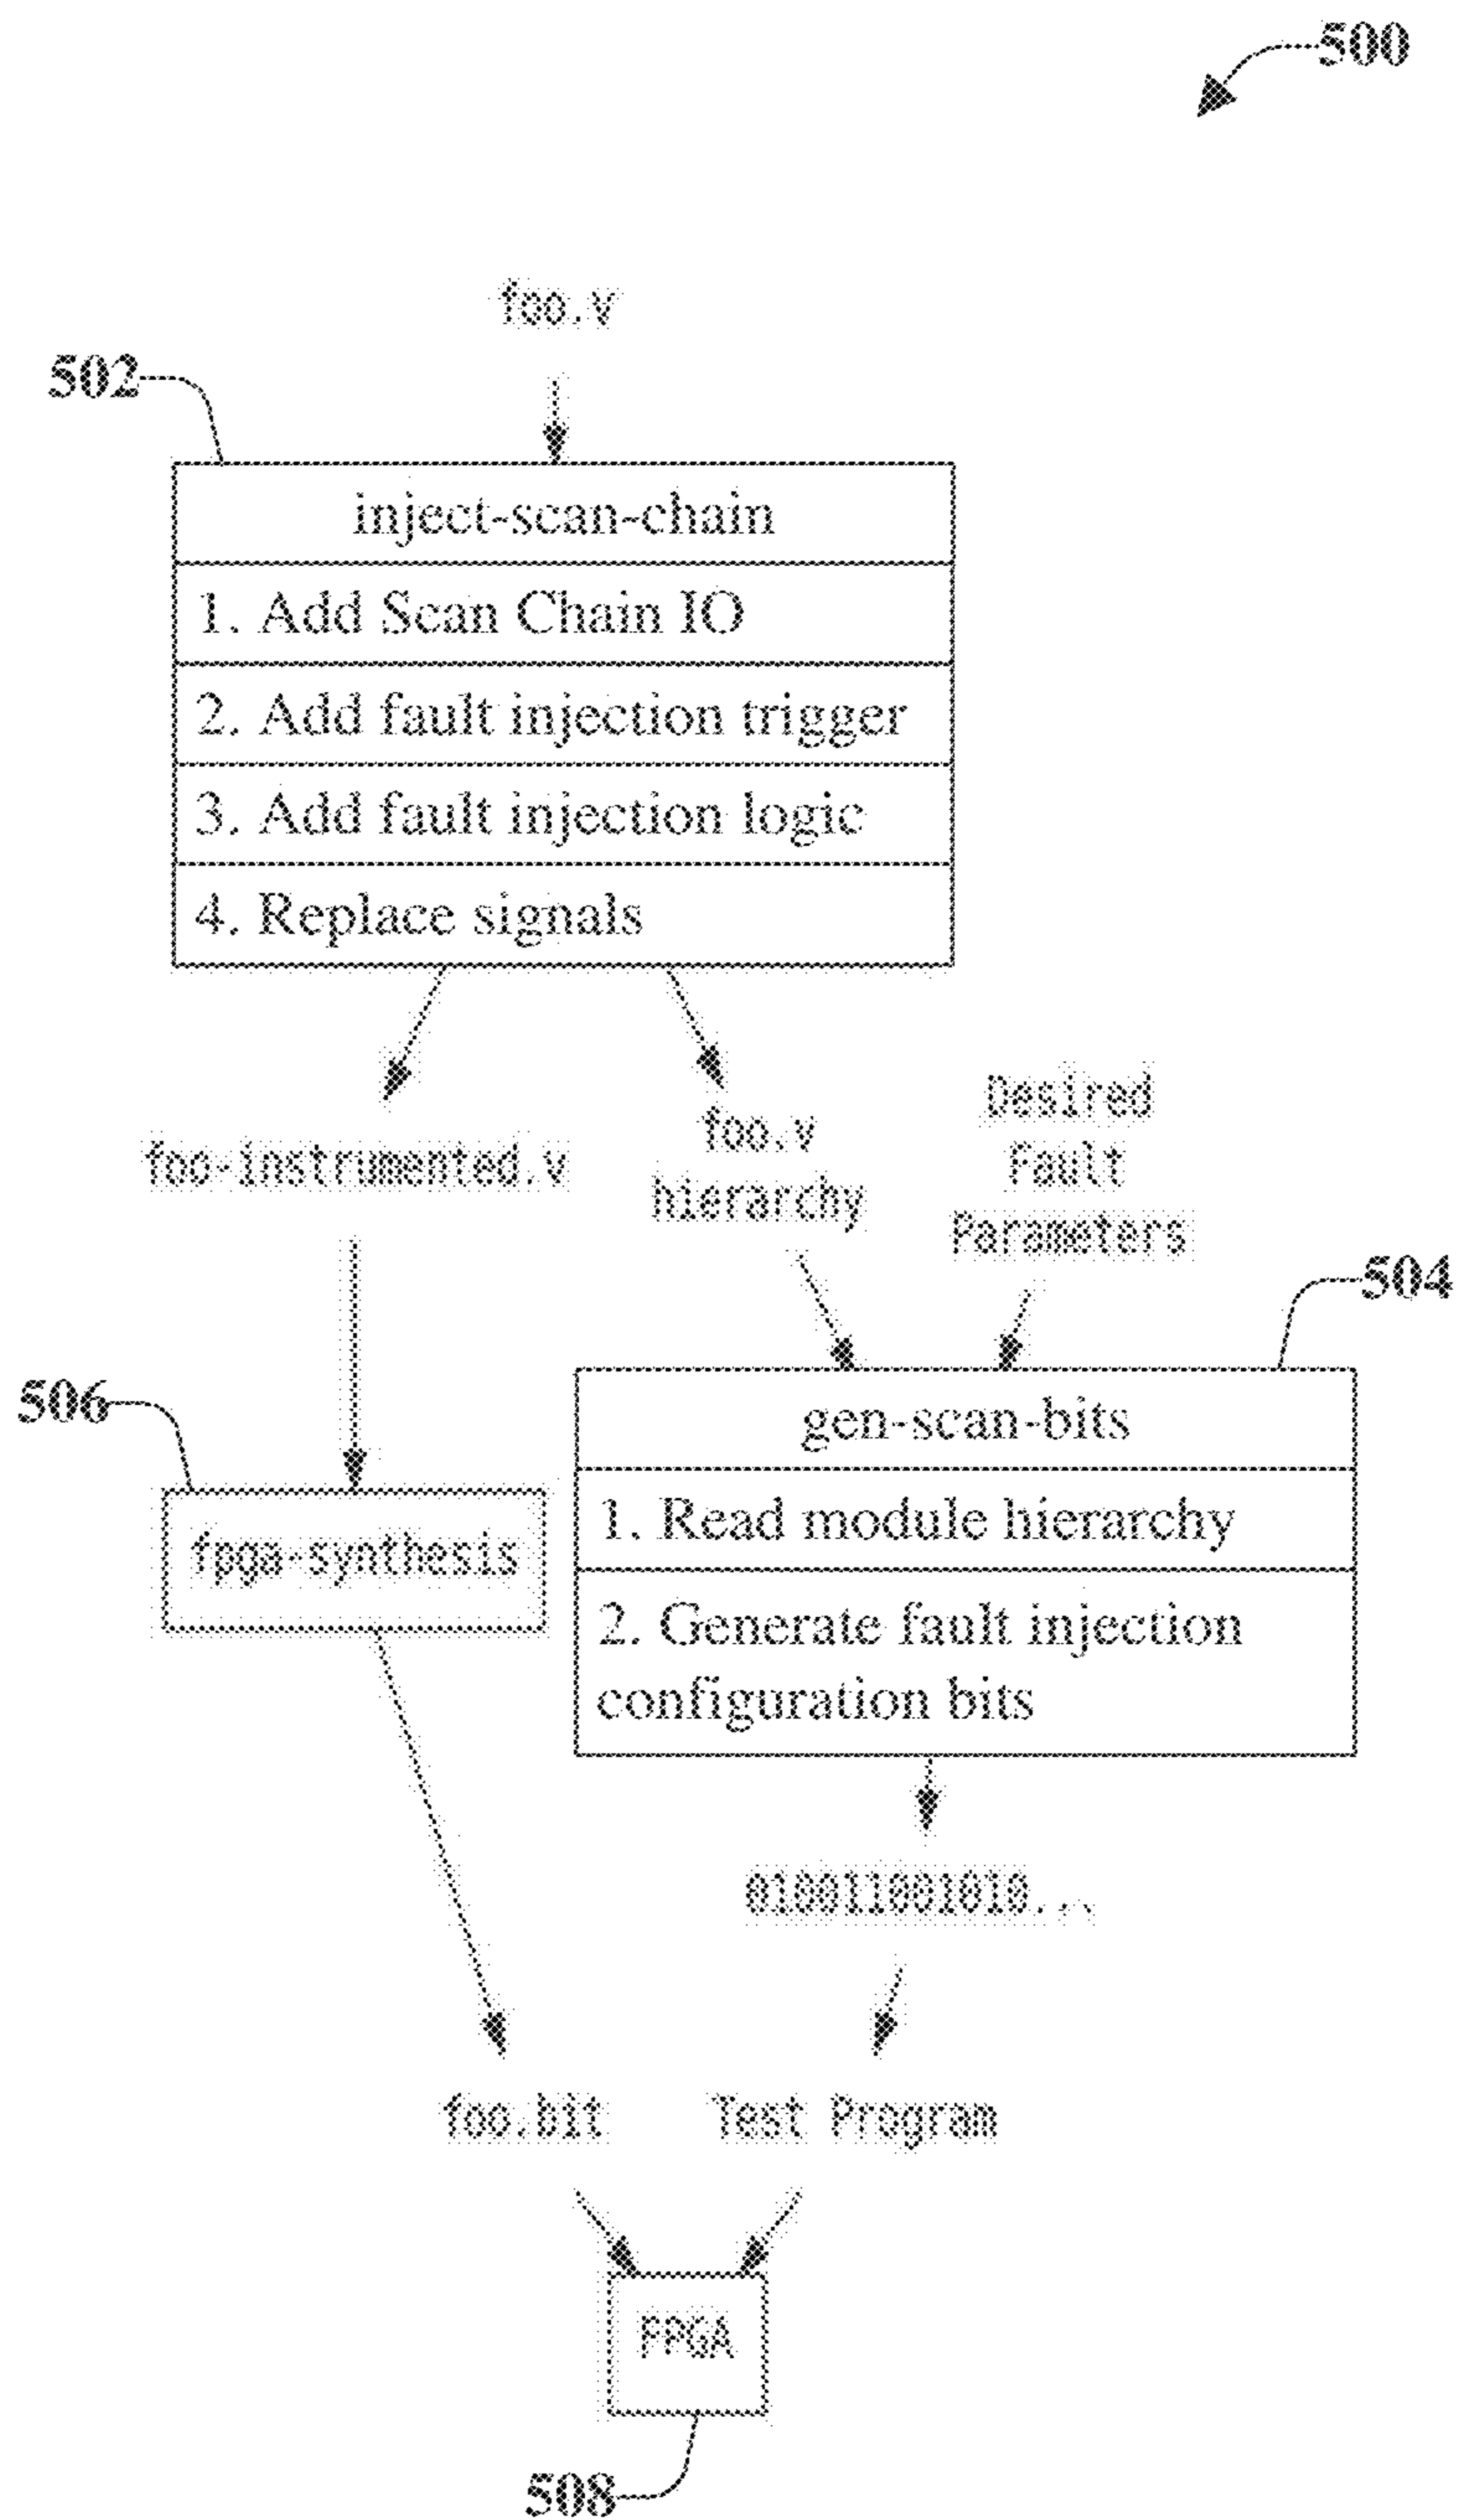 500
foo.v
502
inject-scan-chain
1. Add Scan Chain IO
2. Add fault injection trigger
3. Add fault injection logic
4. Replace signals
foo-instrumented.v
foo.v
hierarchy
Desired
Fault
Parameters
504
506
fpga-synthesis
gen-scan-bits
1. Read module hierarchy
2. Generate fault injection
configuration bits
010011001010...
foo.bit
Test Program
FPGA
508